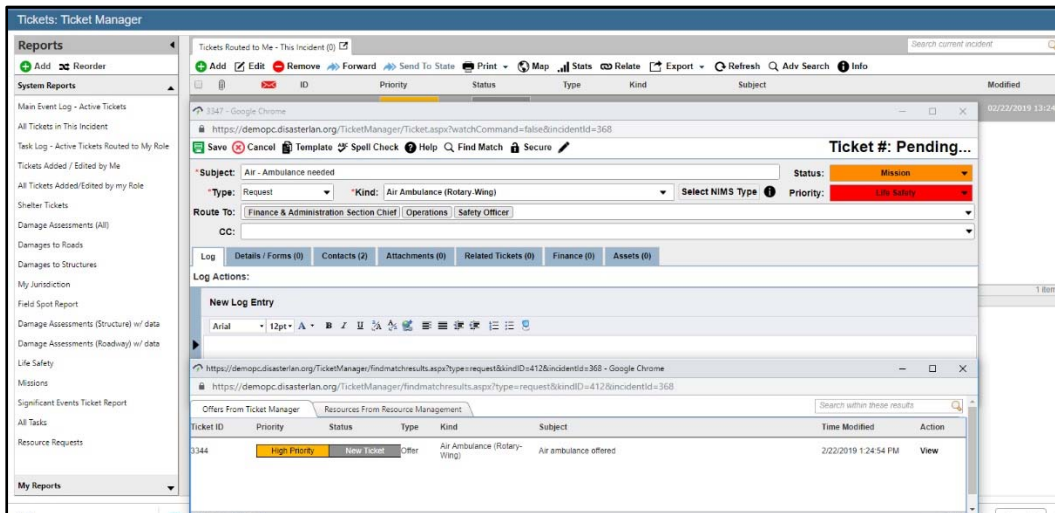 Tickets: Ticket Manager
Reports
Add Reorder
System Reports
Main Event Log - Active Tickets
All Tickets in This Incident
Task Log - Active Tickets Routed to My Role
Tickets Added / Edited by Me
All Tickets Added/Edited by my Role
Shelter Tickets
Damage Assessments (All)
Damages to Roads
Damages to Structures
My Jurisdiction
Field Spot Report
Damage Assessments (Structure) w/ data
Damage Assessments (Roadway) w/ data
Life Safety
Missions
Significant Events Ticket Report
All Tasks
Resource Requests
My Reports
Tickets Routed to Me - This Incident (0)
Search current incident
Add Edit Remove Forward Send To State Print Map Stats Relate Export Refresh Adv Search Info
ID Priority Status Type Kind Subject Modified
02/22/2019 13:24
3347 - Google Chrome
https://demopc.disasterlan.org/TicketManager/Ticket.aspx?watchCommand=false&incidentId=368
Save Cancel Template Spell Check Help Find Match Secure Ticket #: Pending...
*Subject: Air - Ambulance needed Status: Mission
*Type: Request *Kind: Air Ambulance (Rotary-Wing) Select NIMS Type Priority: Life Safety
Route To: Finance & Administration Section Chief Operations Safety Officer
CC:
Log Details / Forms (0) Contacts (2) Attachments (0) Related Tickets (0) Finance (0) Assets (0)
Log Actions:
New Log Entry
Arial 12pt A B I U
https://demopc.disasterlan.org/TicketManager/findmatchresults.aspx?type=request&kindID=412&incidentId=368 - Google Chrome
https://demopc.disasterlan.org/TicketManager/findmatchresults.aspx?type=request&kindID=412&incidentId=368
Offers From Ticket Manager Resources From Resource Management Search within these results
Ticket ID Priority Status Type Kind Subject Time Modified Action
3344 High Priority New Ticket Offer Air Ambulance (Rotary-
Wing) Air ambulance offered 2/22/2019 1:24:54 PM View